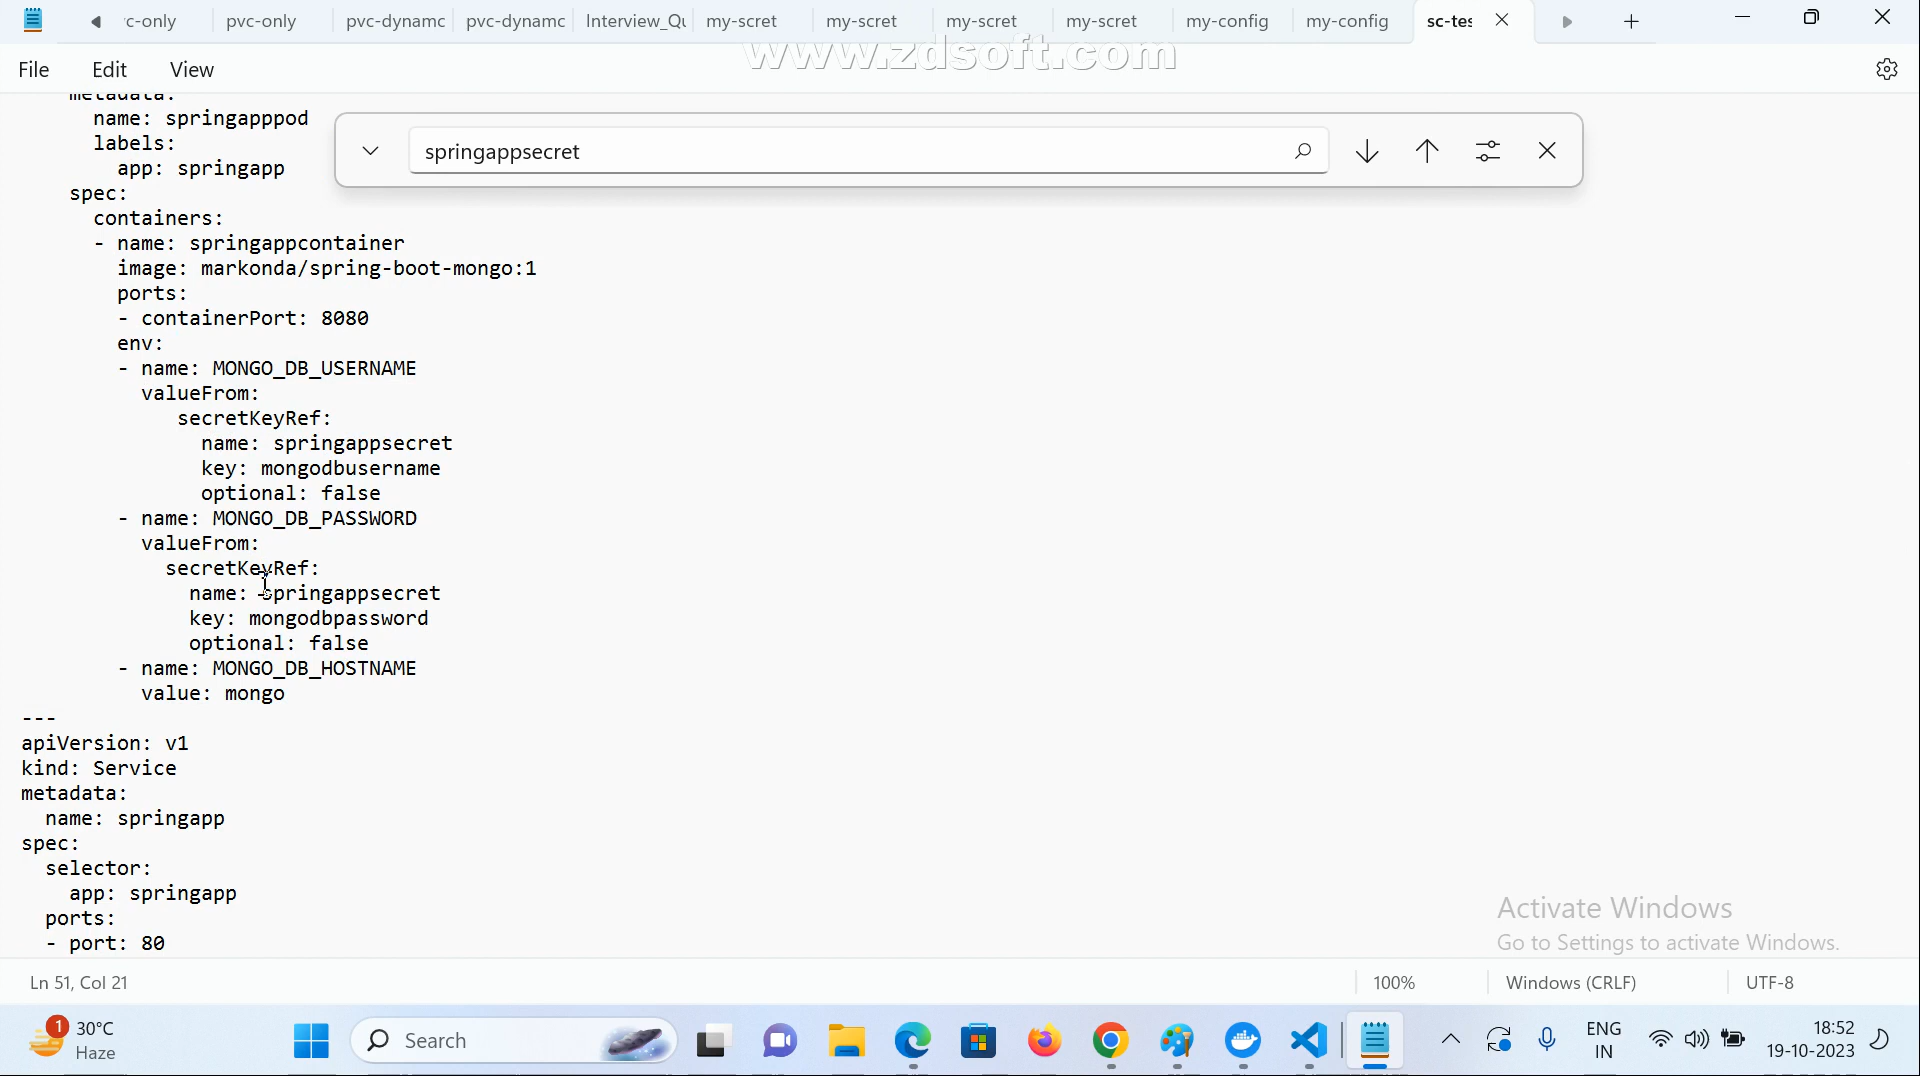 :-only
pvc-only
pvc-dynamc
pvc-dynamc
Interview_Qu
my-scret
my-scret
my-scret
my-scret
my-config
my-config
sc-tes
www.zdsoft.com
File
Edit
View
metadata:
name: springapppod
labels:
app: springapp
springappsecret
spec:
containers:
- name: springappcontainer
image: markonda/spring-boot-mongo:1
ports:
- containerPort: 8080
env:
- name: MONGO_DB_USERNAME
valueFrom:
secretKeyRef:
name: springappsecret
key: mongodbusername
optional: false
- name: MONGO_DB_PASSWORD
valueFrom:
secretKeyRef:
name: springappsecret
key: mongodbpassword
optional: false
- name: MONGO_DB_HOSTNAME
value: mongo
---
apiVersion: v1
kind: Service
metadata:
name: springapp
spec:
selector:
app: springapp
ports:
- port: 80
Activate Windows
Go to Settings to activate Windows.
Ln 51, Col 21
100%
Windows (CRLF)
UTF-8
1
30°C
Haze
Search
ENG
IN
18:52
19-10-2023